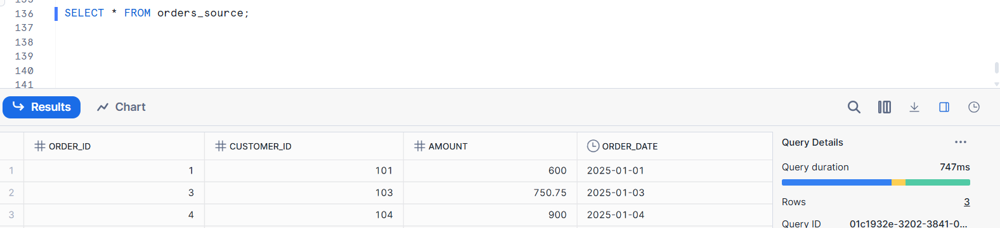 135
136 SELECT * FROM orders_source;
137
138
139
140
141
Results Chart
ORDER_ID CUSTOMER_ID AMOUNT ORDER_DATE
1 1 101 600 2025-01-01
2 3 103 750.75 2025-01-03
3 4 104 900 2025-01-04
Query Details ...
Query duration 747ms
Rows 3
Query ID 01c1932e-3202-3841-0...